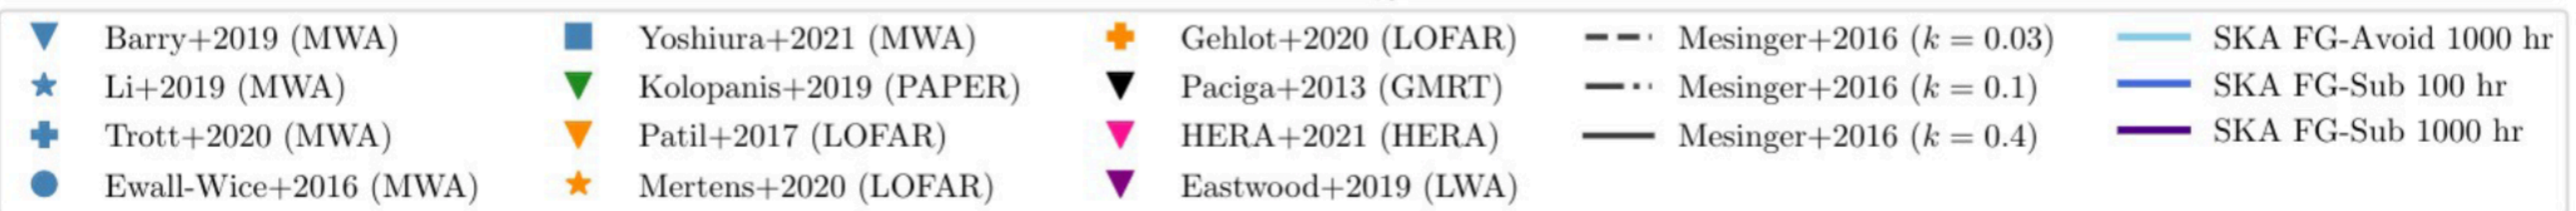 Barry+2019 (MWA)
Li+2019 (MWA)
Trott+2020 (MWA)
Ewall-Wice+2016 (MWA)
Yoshiura+2021 (MWA)
Kolopanis+2019 (PAPER)
Patil+2017 (LOFAR)
Mertens+2020 (LOFAR)
Gehlot+2020 (LOFAR)
Paciga+2013 (GMRT)
HERA+2021 (HERA)
Eastwood+2019 (LWA)
Mesinger+2016 (k = 0.03)
Mesinger+2016 (k = 0.1)
Mesinger+2016 (k = 0.4)
SKA FG-Avoid 1000 hr
SKA FG-Sub 100 hr
SKA FG-Sub 1000 hr